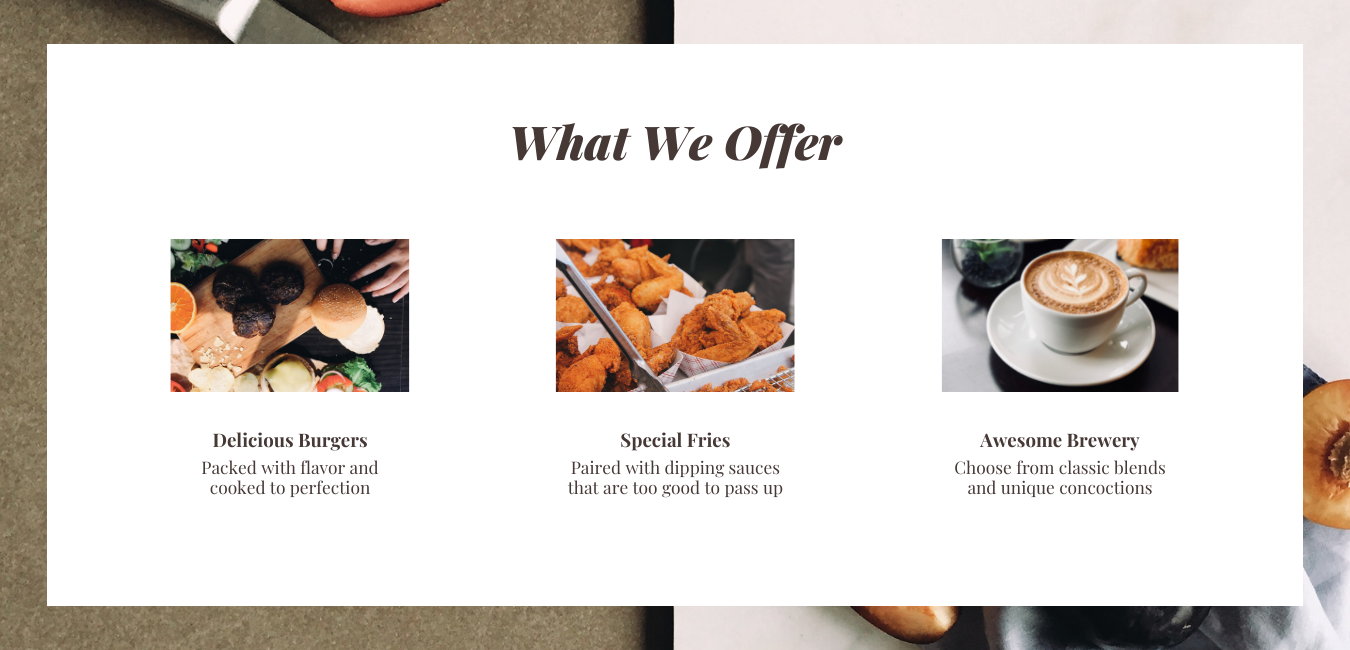 What We Offer
Delicious Burgers
Packed with flavor and
cooked to perfection
Special Fries
Paired with dipping sauces
that are too good to pass up
Awesome Brewery
Choose from classic blends
and unique concoctions